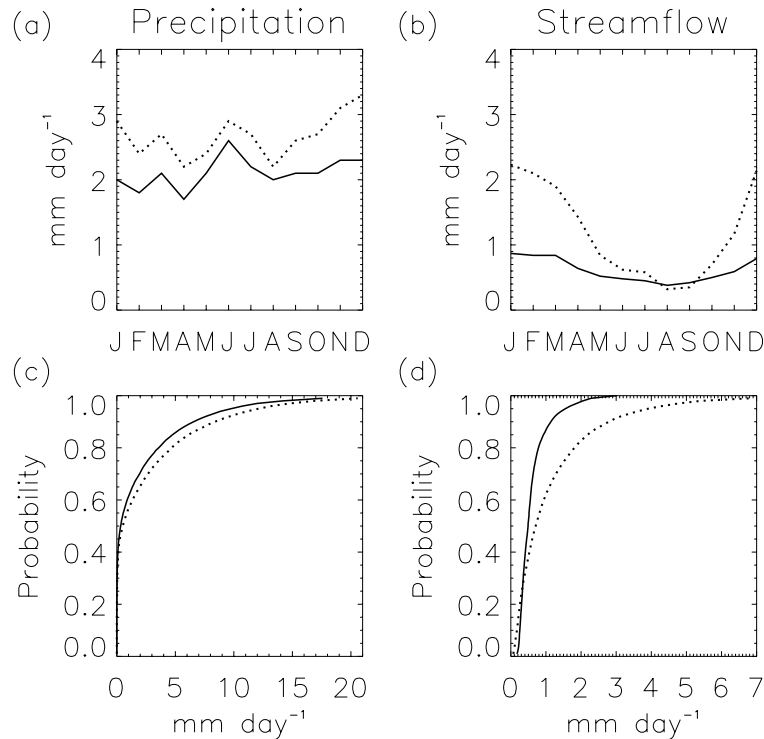 (a) Precipitation
(b) Streamflow
4
3
2
1
0
mm day⁻¹
J F M A M J J A S O N D
4
3
2
1
0
mm day⁻¹
J F M A M J J A S O N D
(c)
1.0
0.8
0.6
0.4
0.2
0.0
Probability
0 5 10 15 20
mm day⁻¹
(d)
1.0
0.8
0.6
0.4
0.2
0.0
Probability
0 1 2 3 4 5 6 7
mm day⁻¹